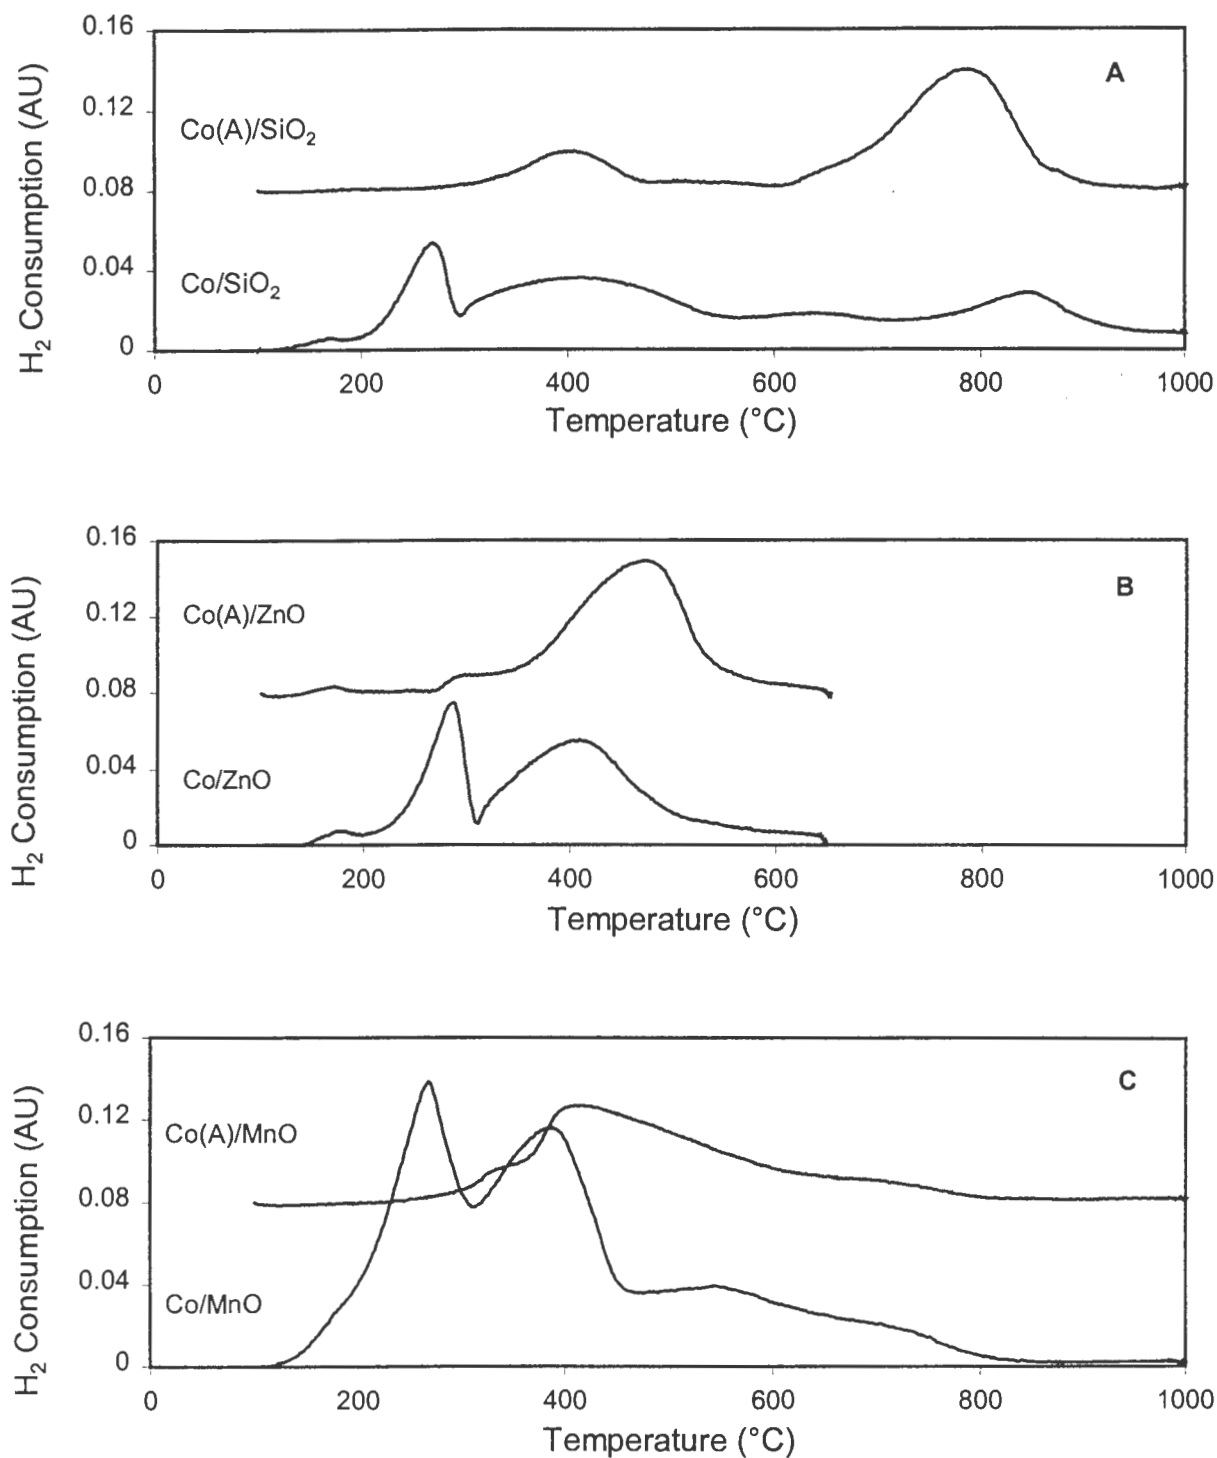 0.16
A
H₂ Consumption (AU)
0.12
Co(A)/SiO₂
0.08
0.04
Co/SiO₂
0
0 200 400 600 800 1000
Temperature (°C)
0.16
B
H₂ Consumption (AU)
0.12
Co(A)/ZnO
0.08
0.04
Co/ZnO
0
0 200 400 600 800 1000
Temperature (°C)
0.16
C
H₂ Consumption (AU)
0.12
Co(A)/MnO
0.08
0.04
Co/MnO
0
0 200 400 600 800 1000
Temperature (°C)